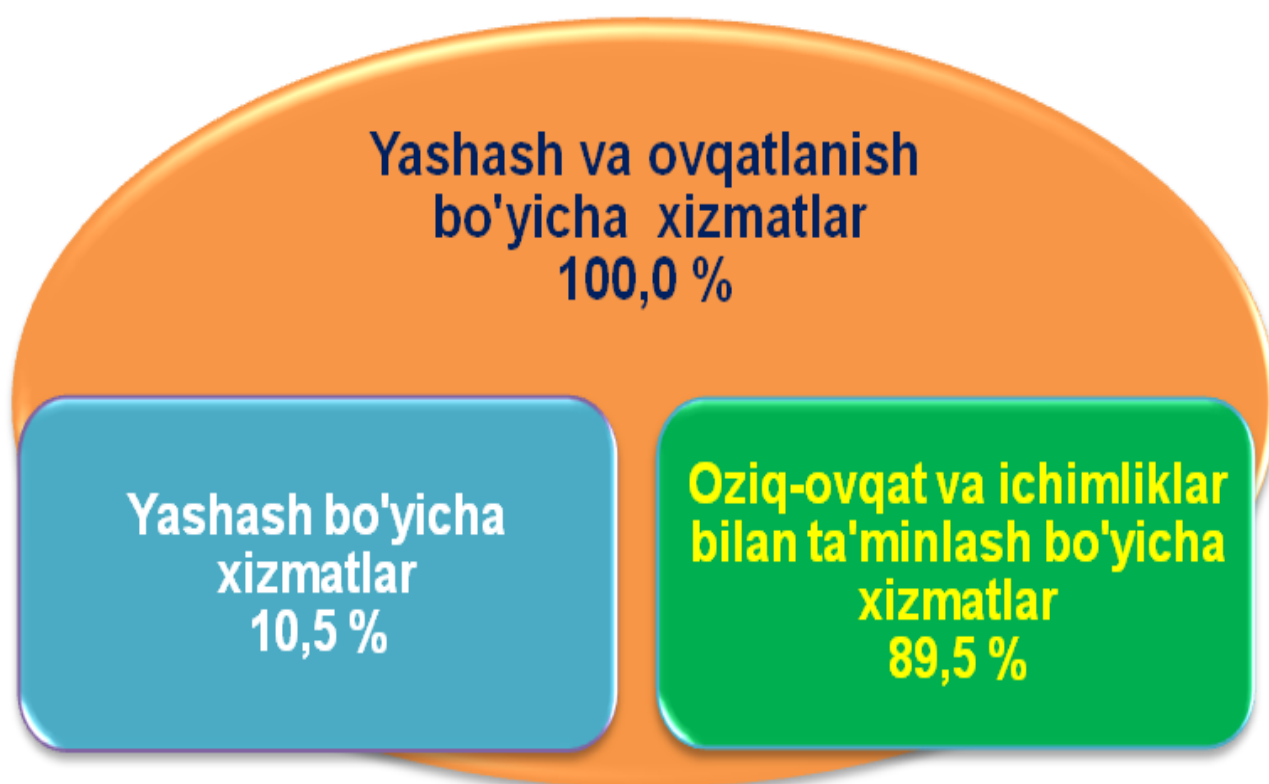 Yashash va ovqatlanish
bo'yicha xizmatlar
100,0 %
Yashash bo'yicha
xizmatlar
10,5 %
Oziq-ovqat va ichimliklar
bilan ta'minlash bo'yicha
xizmatlar
89,5 %